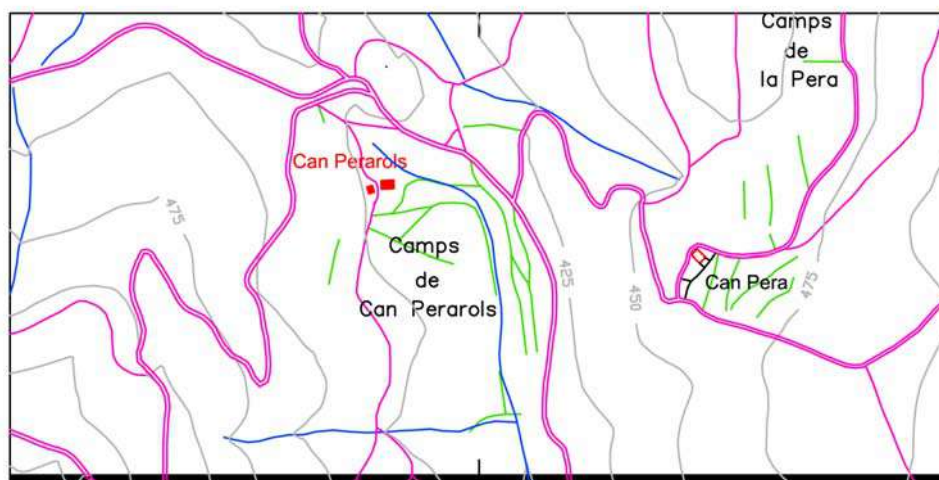 Camps
de
la Pera
Can Perarols
475
Camps
de
Can Perarols
425
450
Can Pera
475